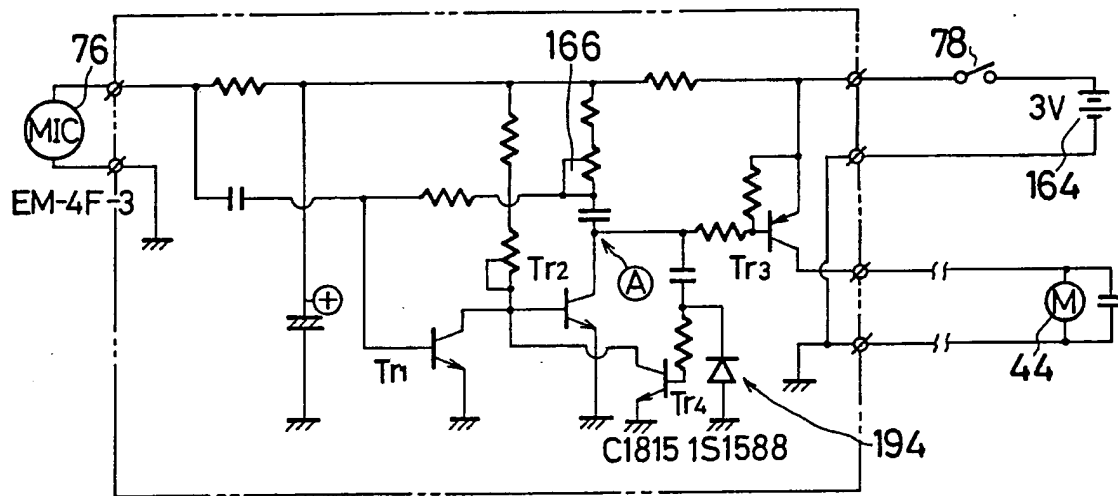 76
166
78
MIC
3V
164
EM-4F-3
+
Tr2
A
Tr3
M
Tr1
Tr4
44
C1815 1S1588
194